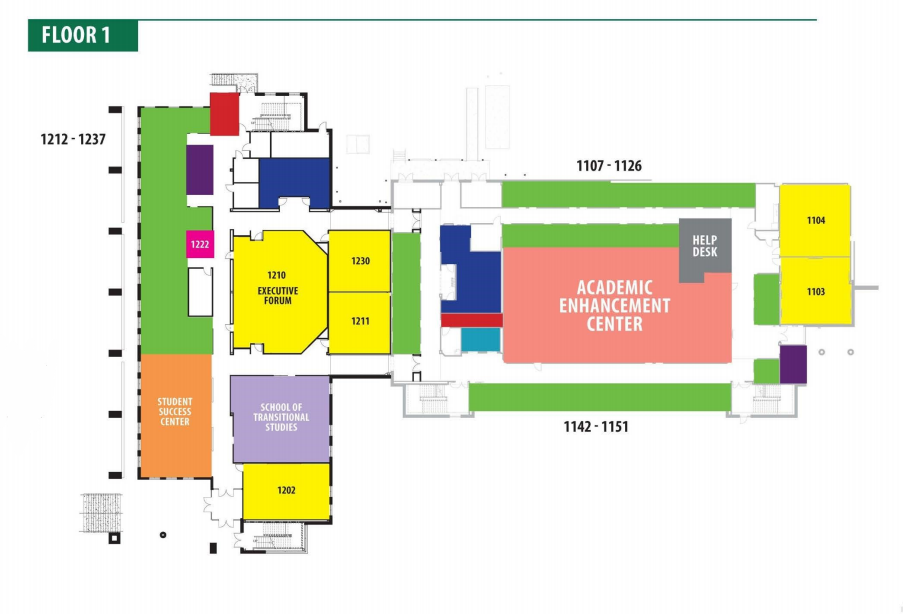 FLOOR 1
1212 - 1237
1107 - 1126
1104
1222
HELP
DESK
1230
1210
EXECUTIVE
FORUM
ACADEMIC
ENHANCEMENT
CENTER
1103
1211
STUDENT
SUCCESS
CENTER
SCHOOL OF
TRANSITIONAL
STUDIES
1142 - 1151
1202